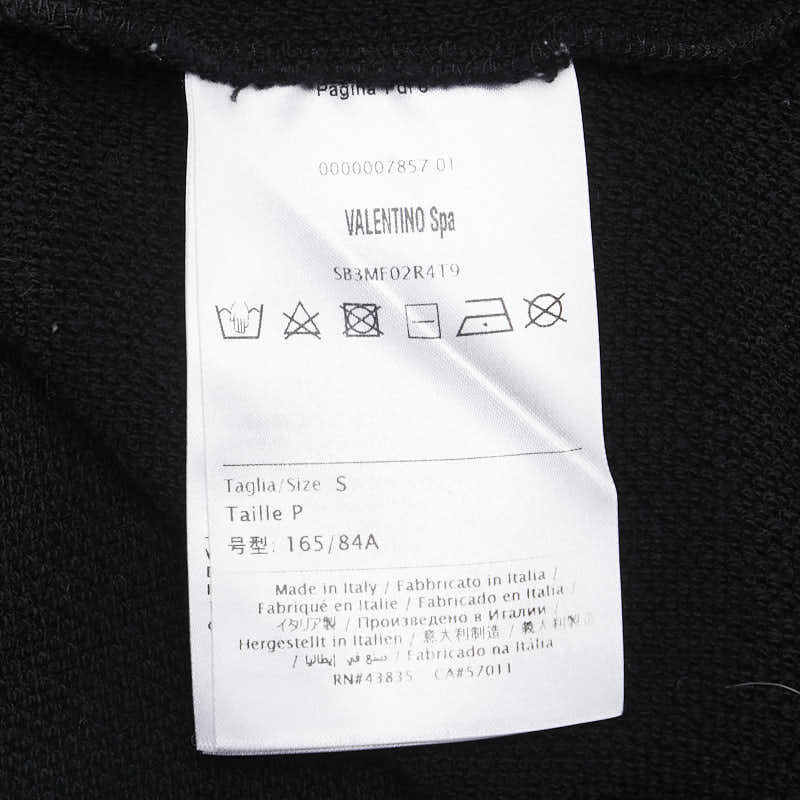 Pagina
0000007857 01
VALENTINO Spa
SB3MF02R4T9
Taglia/Size S
Taille P
号型: 165/84A
Made in Italy / Fabbricato in Italia /
Fabriqué en Italie / Fabricado en Italia /
イタリア製 / Произведено в Италии /
Hergestellt in Italien / 意大利制造 / 義大利製造
/ صنع في إيطاليا / Fabricado na Itália
RN#43835 CA#57011